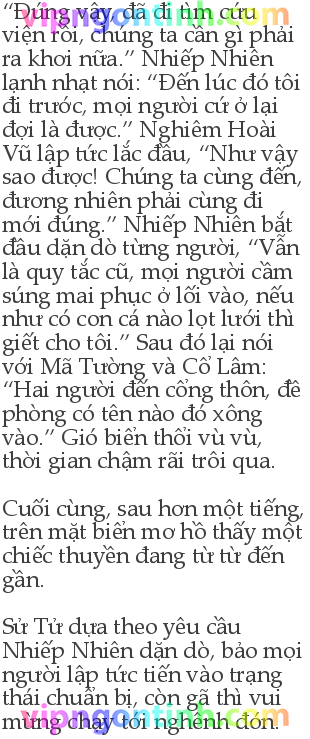 “Đúng vậy, đã đi tìm cứu
viện rồi, chúng ta cần gì phải
ra khơi nữa.” Nhiếp Nhiên
lạnh nhạt nói: “Đến lúc đó tôi
đi trước, mọi người cứ ở lại
đợi là được.” Nghiêm Hoài
Vũ lập tức lắc đầu, “Như vậy
sao được! Chúng ta cùng đến,
đương nhiên phải cùng đi
mới đúng.” Nhiếp Nhiên bắt
đầu dặn dò từng người, “Vẫn
là quy tắc cũ, mọi người cầm
súng mai phục ở lối vào, nếu
như có con cá nào lọt lưới thì
giết cho tôi.” Sau đó lại nói
với Mã Tường và Cổ Lâm:
“Hai người đến cổng thôn, đề
phòng có tên nào đó xông
vào.” Gió biển thổi vù vù,
thời gian chậm rãi trôi qua.
Cuối cùng, sau hơn một tiếng,
trên mặt biển mơ hồ thấy một
chiếc thuyền đang từ từ đến
gần.
Sử Tử dựa theo yêu cầu
Nhiếp Nhiên dặn dò, bảo mọi
người lập tức tiến vào trạng
thái chuẩn bị, còn gã thì vui
mừng chạy tới nghênh đón.
vipngontinh.com
vipngontinh.com